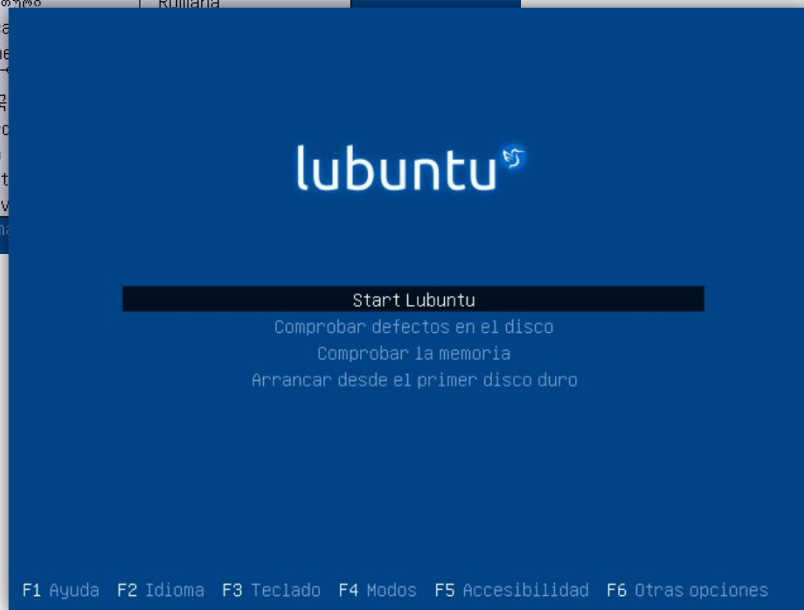 Română
lubuntu
Start Lubuntu
Comprobar defectos en el disco
Comprobar la memoria
Arrancar desde el primer disco duro
F1 Ayuda F2 Idioma F3 Teclado F4 Modos F5 Accesibilidad F6 Otras opciones